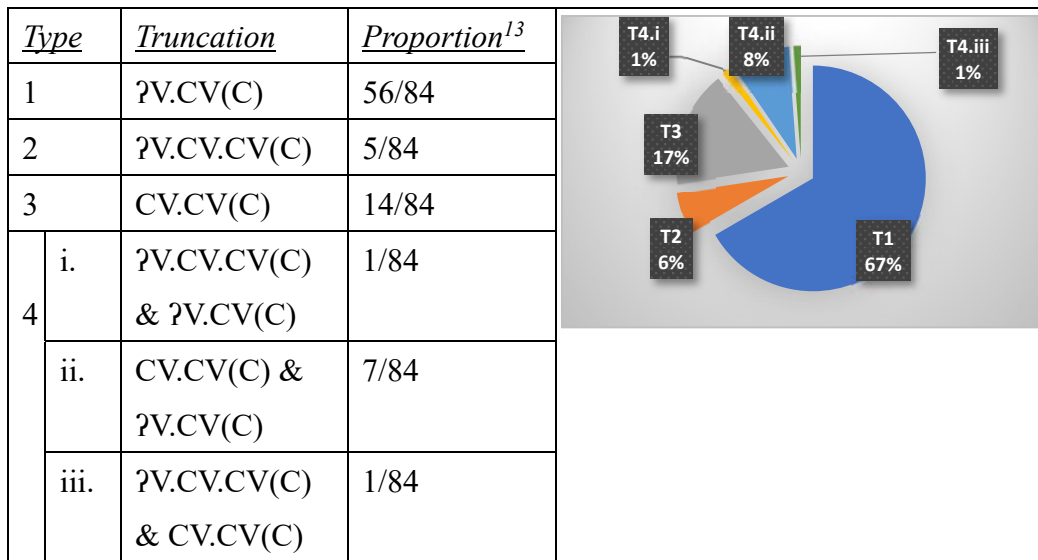 Type Truncation Proportion13
1 ʔV.CV(C) 56/84
2 ʔV.CV.CV(C) 5/84
3 CV.CV(C) 14/84
4 i. ʔV.CV.CV(C) 1/84
& ʔV.CV(C)
ii. CV.CV(C) & 7/84
ʔV.CV(C)
iii. ʔV.CV.CV(C) 1/84
& CV.CV(C)
T4.i
1%
T4.ii
8%
T4.iii
1%
T3
17%
T2
6%
T1
67%